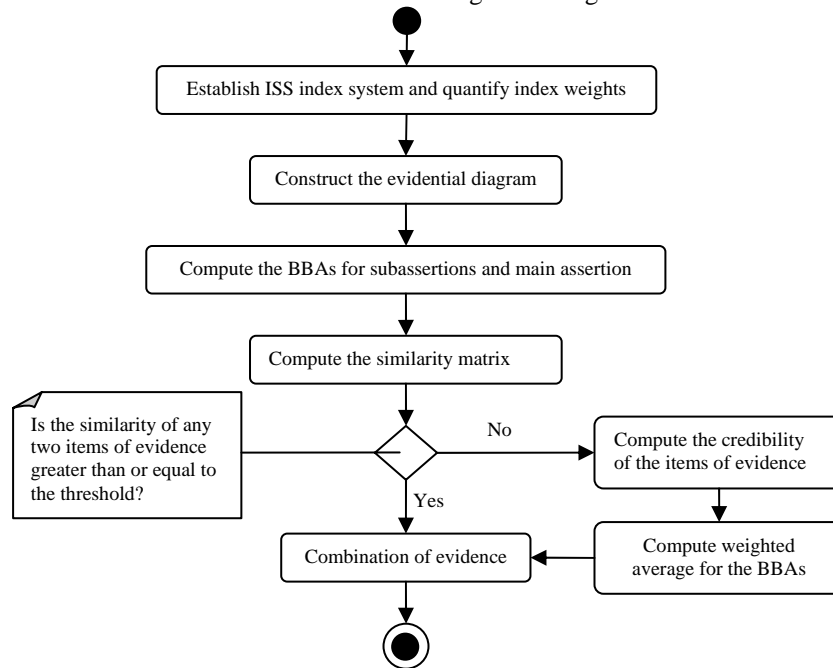 Establish ISS index system and quantify index weights
Construct the evidential diagram
Compute the BBAs for subassertions and main assertion
Compute the similarity matrix
Is the similarity of any
two items of evidence
greater than or equal to
the threshold?
No
Compute the credibility
of the items of evidence
Yes
Combination of evidence
Compute weighted
average for the BBAs